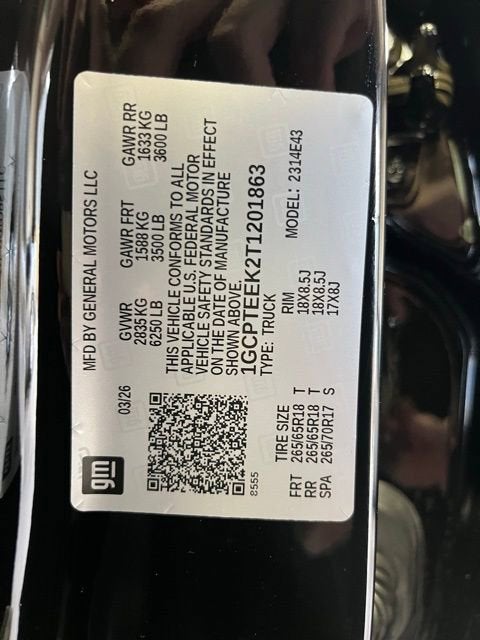 gm
MFD BY GENERAL MOTORS LLC
03/26
GVWR GAWR FRT GAWR RR
2835 KG 1588 KG 1633 KG
6250 LB 3500 LB 3600 LB
THIS VEHICLE CONFORMS TO ALL
APPLICABLE U.S. FEDERAL MOTOR
VEHICLE SAFETY STANDARDS IN EFFECT
ON THE DATE OF MANUFACTURE
SHOWN ABOVE.
1GCPTEEK2T1201863
TYPE: TRUCK
MODEL: 2314E43
8555
TIRE SIZE RIM
FRT 265/65R18 T 18X8.5J
RR 265/65R18 T 18X8.5J
SPA 265/70R17 S 17X8J